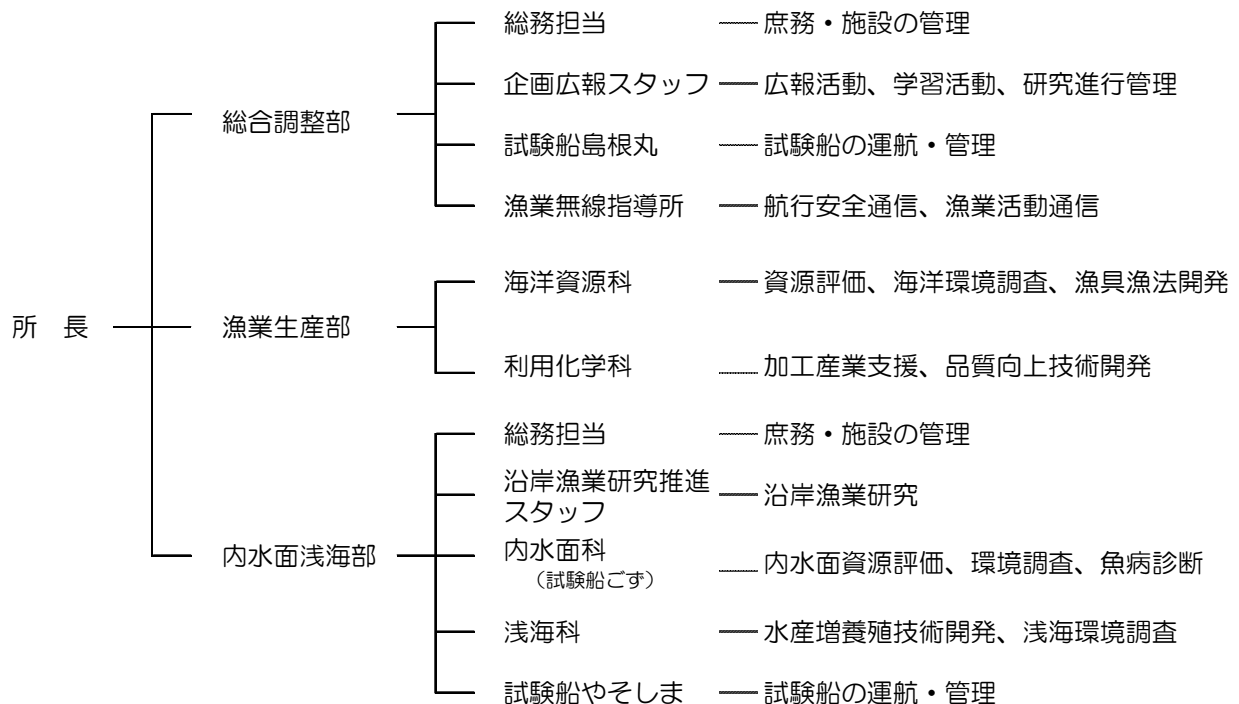 総務担当 庶務・施設の管理
企画広報スタッフ 広報活動、学習活動、研究進行管理
総合調整部
試験船島根丸 試験船の運航・管理
漁業無線指導所 航行安全通信、漁業活動通信
海洋資源科 資源評価、海洋環境調査、漁具漁法開発
所 長 漁業生産部
利用化学科 加工産業支援、品質向上技術開発
総務担当 庶務・施設の管理
沿岸漁業研究推進
スタッフ
沿岸漁業研究
内水面浅海部
内水面科
(試験船ごず)
内水面資源評価、環境調査、魚病診断
浅海科 水産増養殖技術開発、浅海環境調査
試験船やそしま 試験船の運航・管理